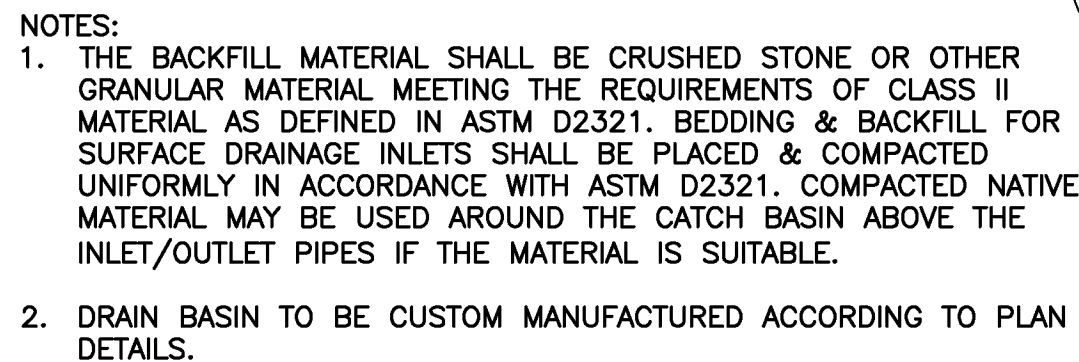 NOTES:
1. THE BACKFILL MATERIAL SHALL BE CRUSHED STONE OR OTHER
GRANULAR MATERIAL MEETING THE REQUIREMENTS OF CLASS II
MATERIAL AS DEFINED IN ASTM D2321. BEDDING & BACKFILL FOR
SURFACE DRAINAGE INLETS SHALL BE PLACED & COMPACTED
UNIFORMLY IN ACCORDANCE WITH ASTM D2321. COMPACTED NATIVE
MATERIAL MAY BE USED AROUND THE CATCH BASIN ABOVE THE
INLET/OUTLET PIPES IF THE MATERIAL IS SUITABLE.
2. DRAIN BASIN TO BE CUSTOM MANUFACTURED ACCORDING TO PLAN
DETAILS.